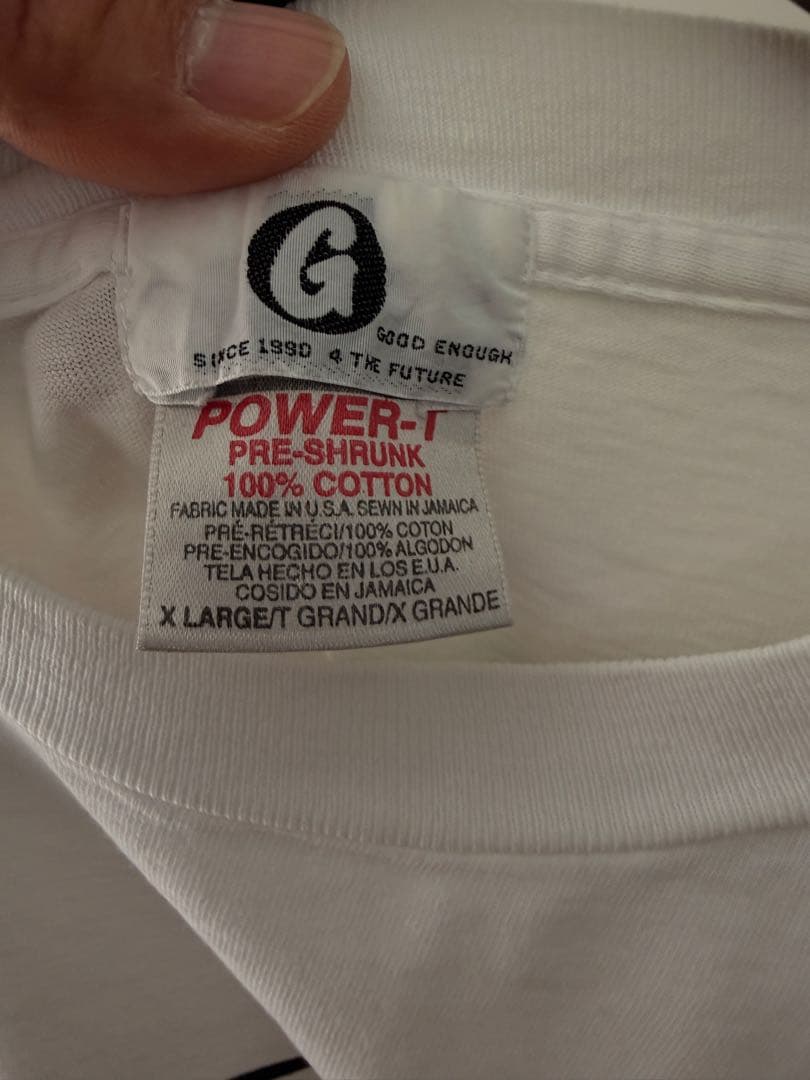 G
GOOD ENOUGH
SINCE 1990 4 THE FUTURE
POWER-T
PRE-SHRUNK
100% COTTON
FABRIC MADE IN U.S.A. SEWN IN JAMAICA
PRÉ-RÉTRÉCI/100% COTON
PRE-ENCOGIDO/100% ALGODON
TELA HECHO EN LOS E.U.A.
COSIDO EN JAMAICA
X LARGE/T GRAND/X GRANDE